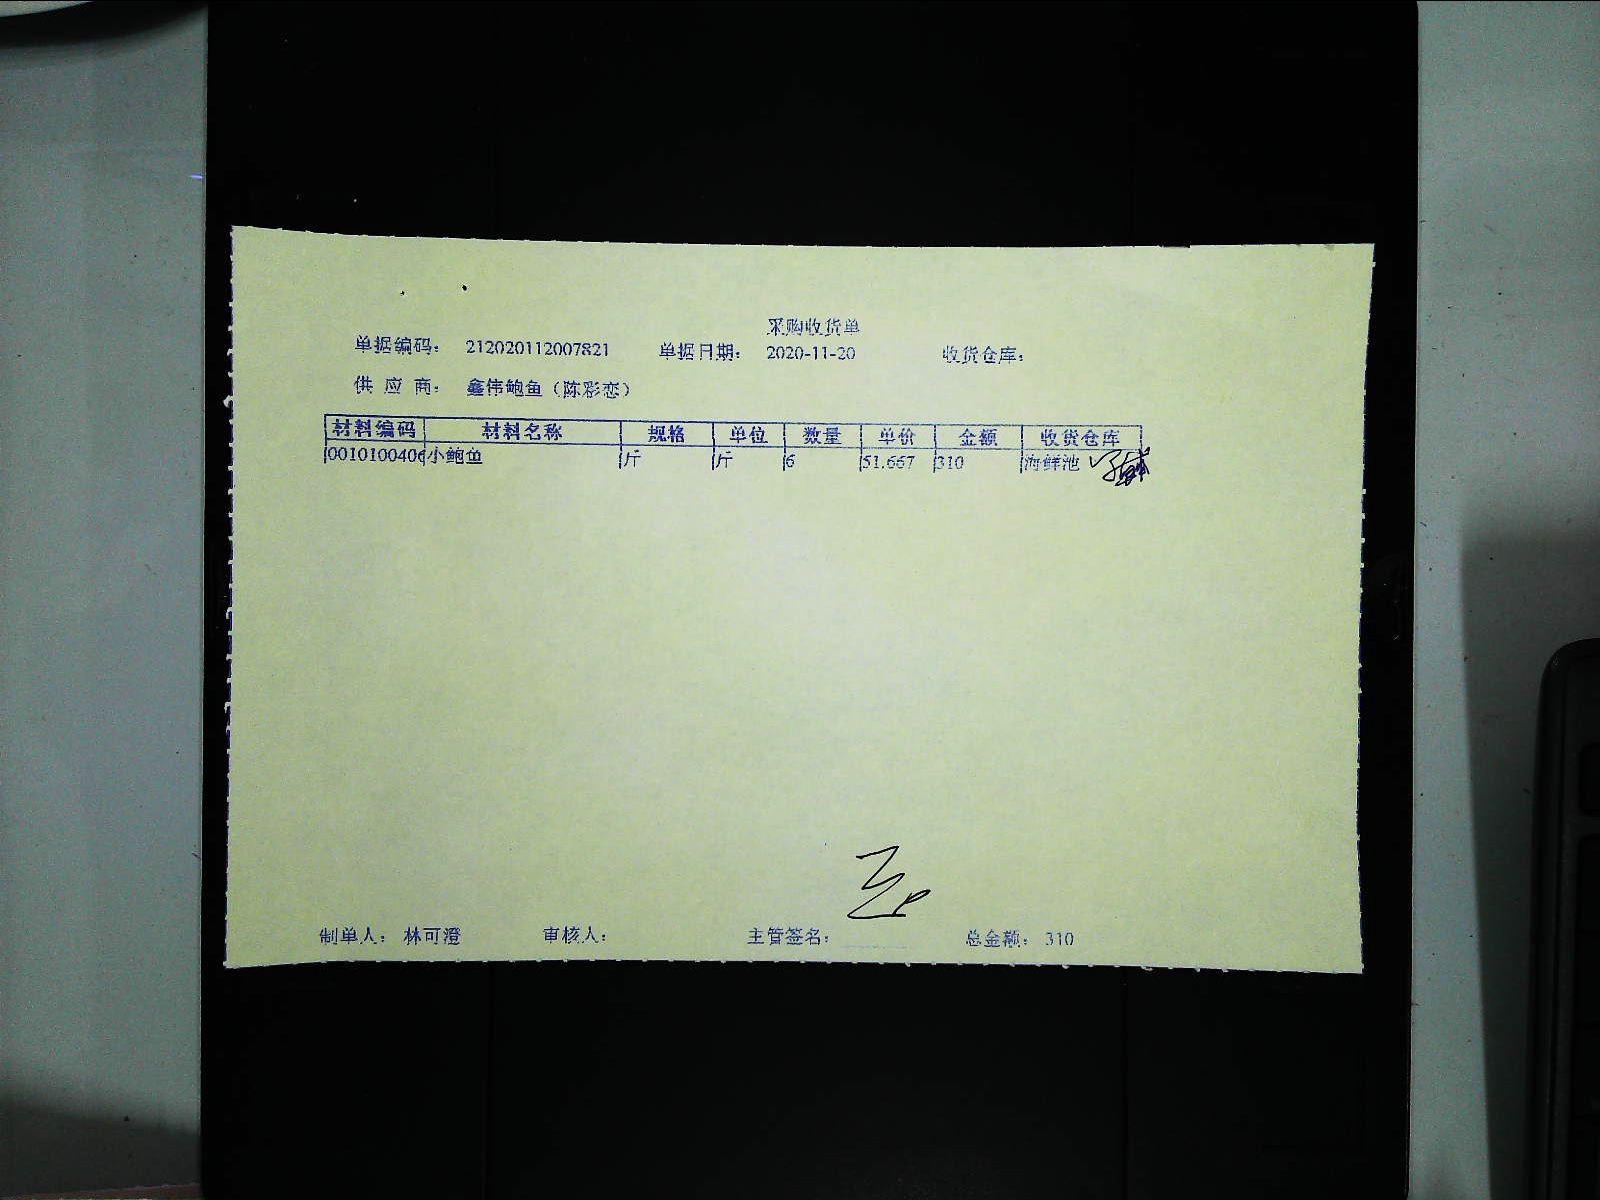 采购收货单
单据编码： 212020112007821 单据日期： 2020-11-20 收货仓库：
供 应 商： 鑫伟鲍鱼（陈彩恋）
材料编码 材料名称 规格 单位 数量 单价 金额 收货仓库
0010100406 小鲍鱼 斤 斤 6 51.667 310 海鲜池
制单人： 林可澄 审核人： 主管签名： 总金额： 310